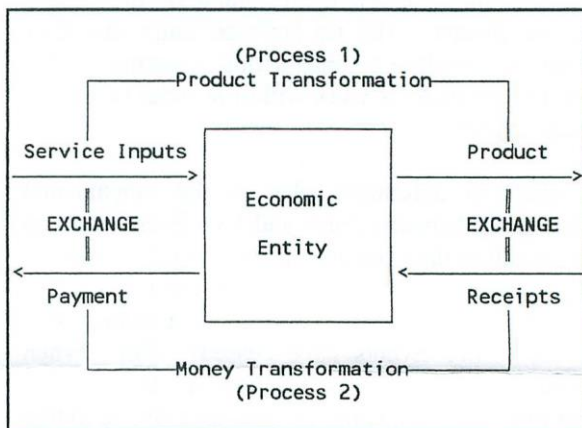 (Process 1)
Product Transformation
Service Inputs
Product
Economic
Entity
EXCHANGE
EXCHANGE
Payment
Receipts
Money Transformation
(Process 2)